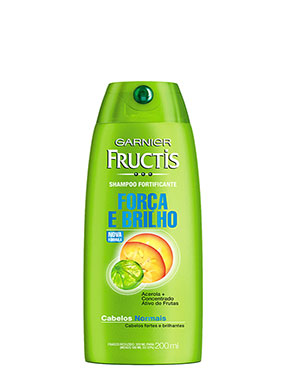 GARNIER
FRUCTIS
SHAMPOO FORTIFICANTE
FORÇA
E BRILHO
NOVA
FÓRMULA
Acerola +
Concentrado
Ativo de Frutas
Cabelos Normais
Cabelos fortes e brilhantes
200ml